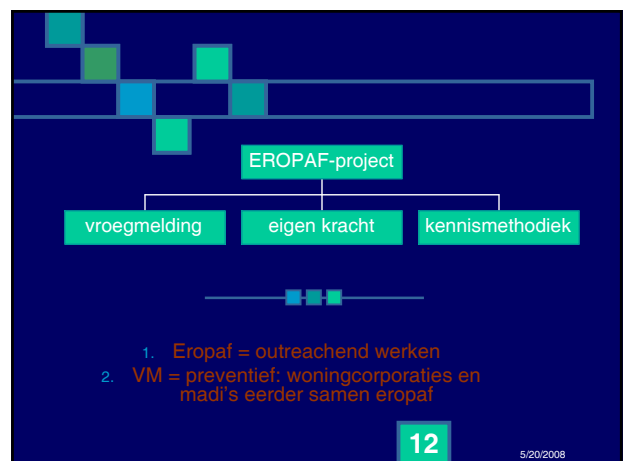 EROPAF-project
vroegmelding eigen kracht kennismethodiek
1. Eropaf = outreachend werken
2. VM = preventief: woningcorporaties en
madi's eerder samen eropaf
12
5/20/2008